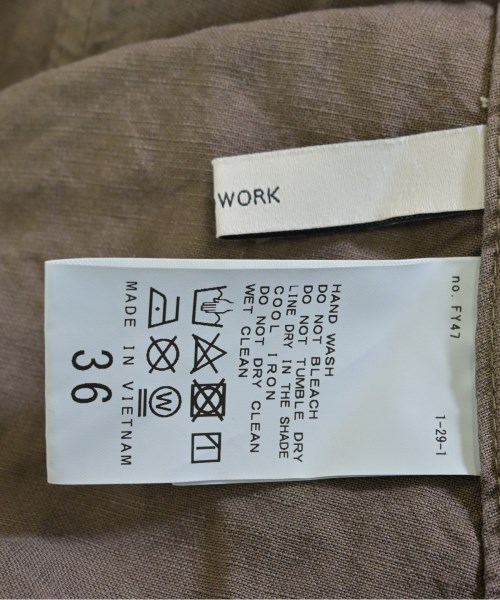 WORK
no. FY47
1-29-1
HAND WASH
DO NOT BLEACH
DO NOT TUMBLE DRY
LINE DRY IN THE SHADE
COOL IRON
DO NOT DRY CLEAN
WET CLEAN
W
MADE IN VIETNAM
36